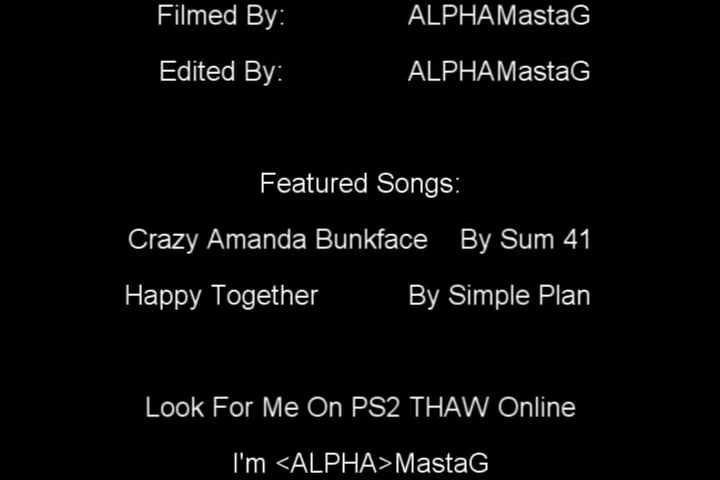 Filmed By: ALPHAMastaG
Edited By: ALPHAMastaG
Featured Songs:
Crazy Amanda Bunkface By Sum 41
Happy Together By Simple Plan
Look For Me On PS2 THAW Online
I'm <ALPHA>MastaG